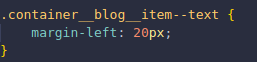 .container__blog__item--text {
margin-left: 20px;
}